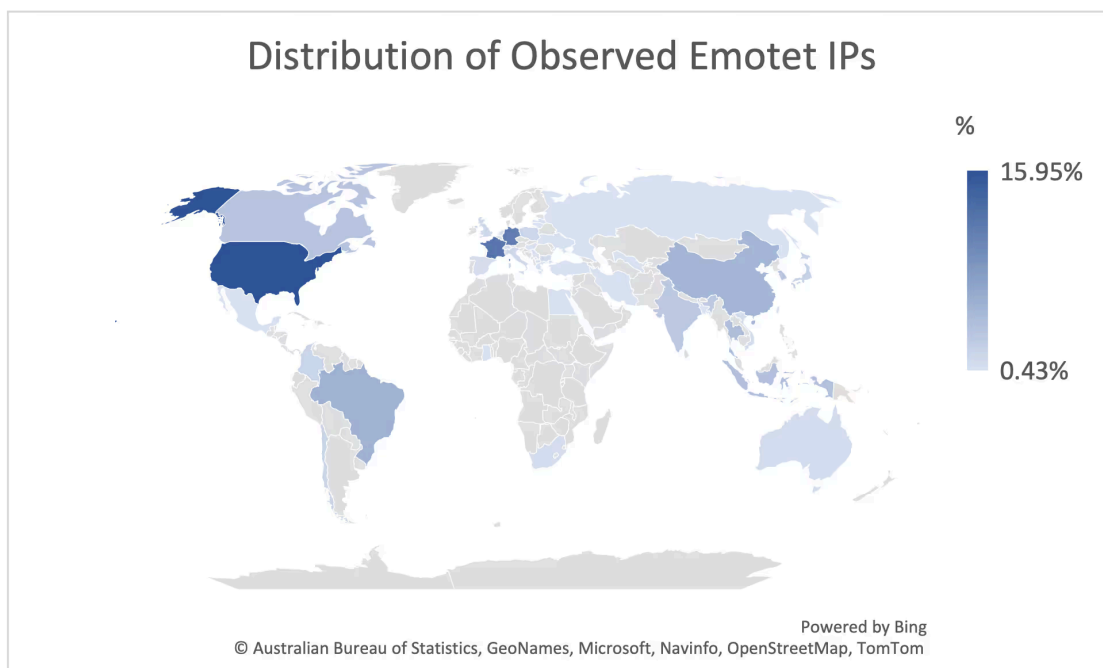 Distribution of Observed Emotet IPs
%
15.95%
0.43%
Powered by Bing
© Australian Bureau of Statistics, GeoNames, Microsoft, Navinfo, OpenStreetMap, TomTom